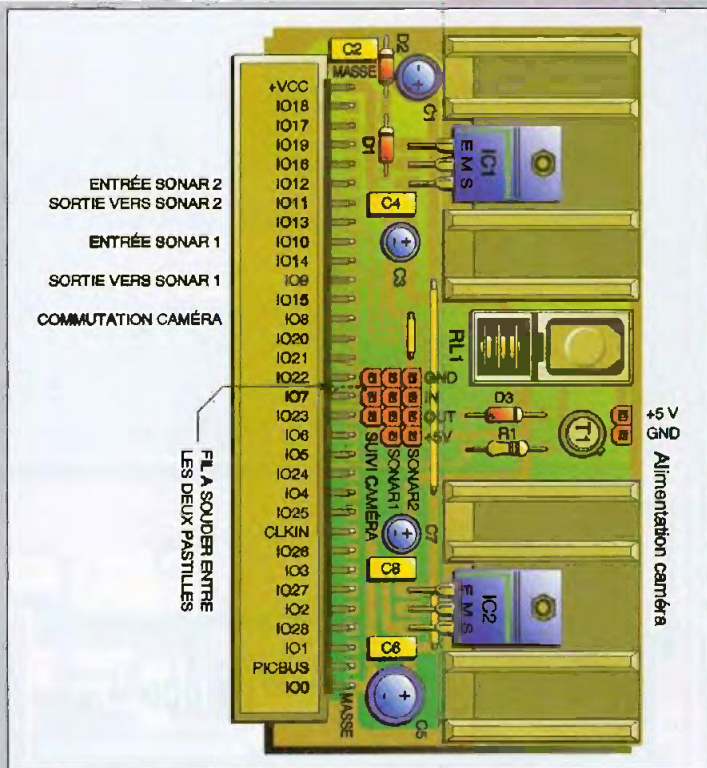 C2
D2
MASSE
C1
+VCC
IO18
IO17
IO19
IO16
IO12
IO11
IO13
IO10
IO14
IO9
IO15
IO8
IO20
IO21
IO22
IO7
IO23
IO6
IO5
IO24
IO4
IO25
CLKIN
IO26
IO3
IO27
IO2
IO28
IO1
PICBUS
IO0
MASSE
ENTRÉE SONAR 2
SORTIE VERS SONAR 2
ENTRÉE SONAR 1
SORTIE VERS SONAR 1
COMMUTATION CAMÉRA
FIL A SOUDER ENTRE
LES DEUX PASTILLES
D1
E M S
IC1
C4
C3
RL1
GND
IN
OUT
+5V
SUIVI CAMÉRA
SONAR1
SONAR2
D3
R1
T1
+5 V
GND
Alimentation caméra
C7
C8
E M S
IC2
C6
C5